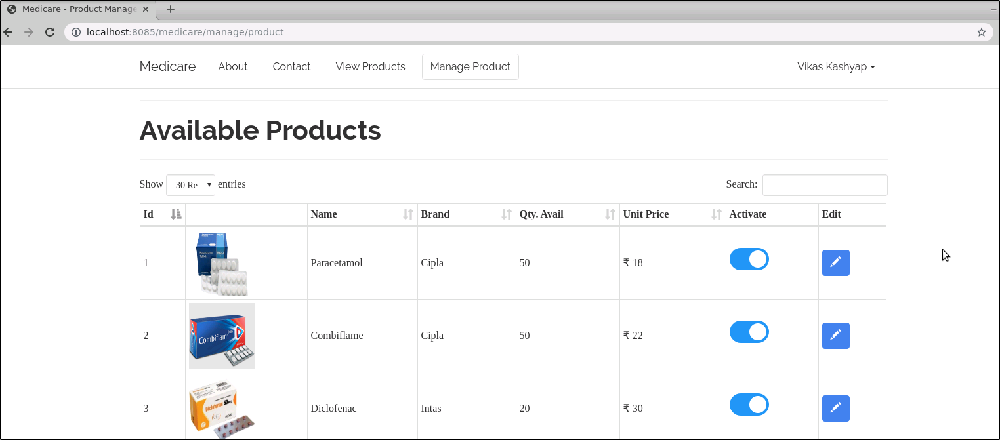 Medicare - Product Manage
localhost:8085/medicare/manage/product
Medicare About Contact View Products Manage Product Vikas Kashyap
Available Products
Show 30 Re entries Search:
Id Name Brand Qty. Avail Unit Price Activate Edit
1 Paracetamol Cipla 50 ₹ 18
2 Combiflam Combiflame Cipla 50 ₹ 22
3 Diclofenac 50 mg Diclofenac Intas 20 ₹ 30